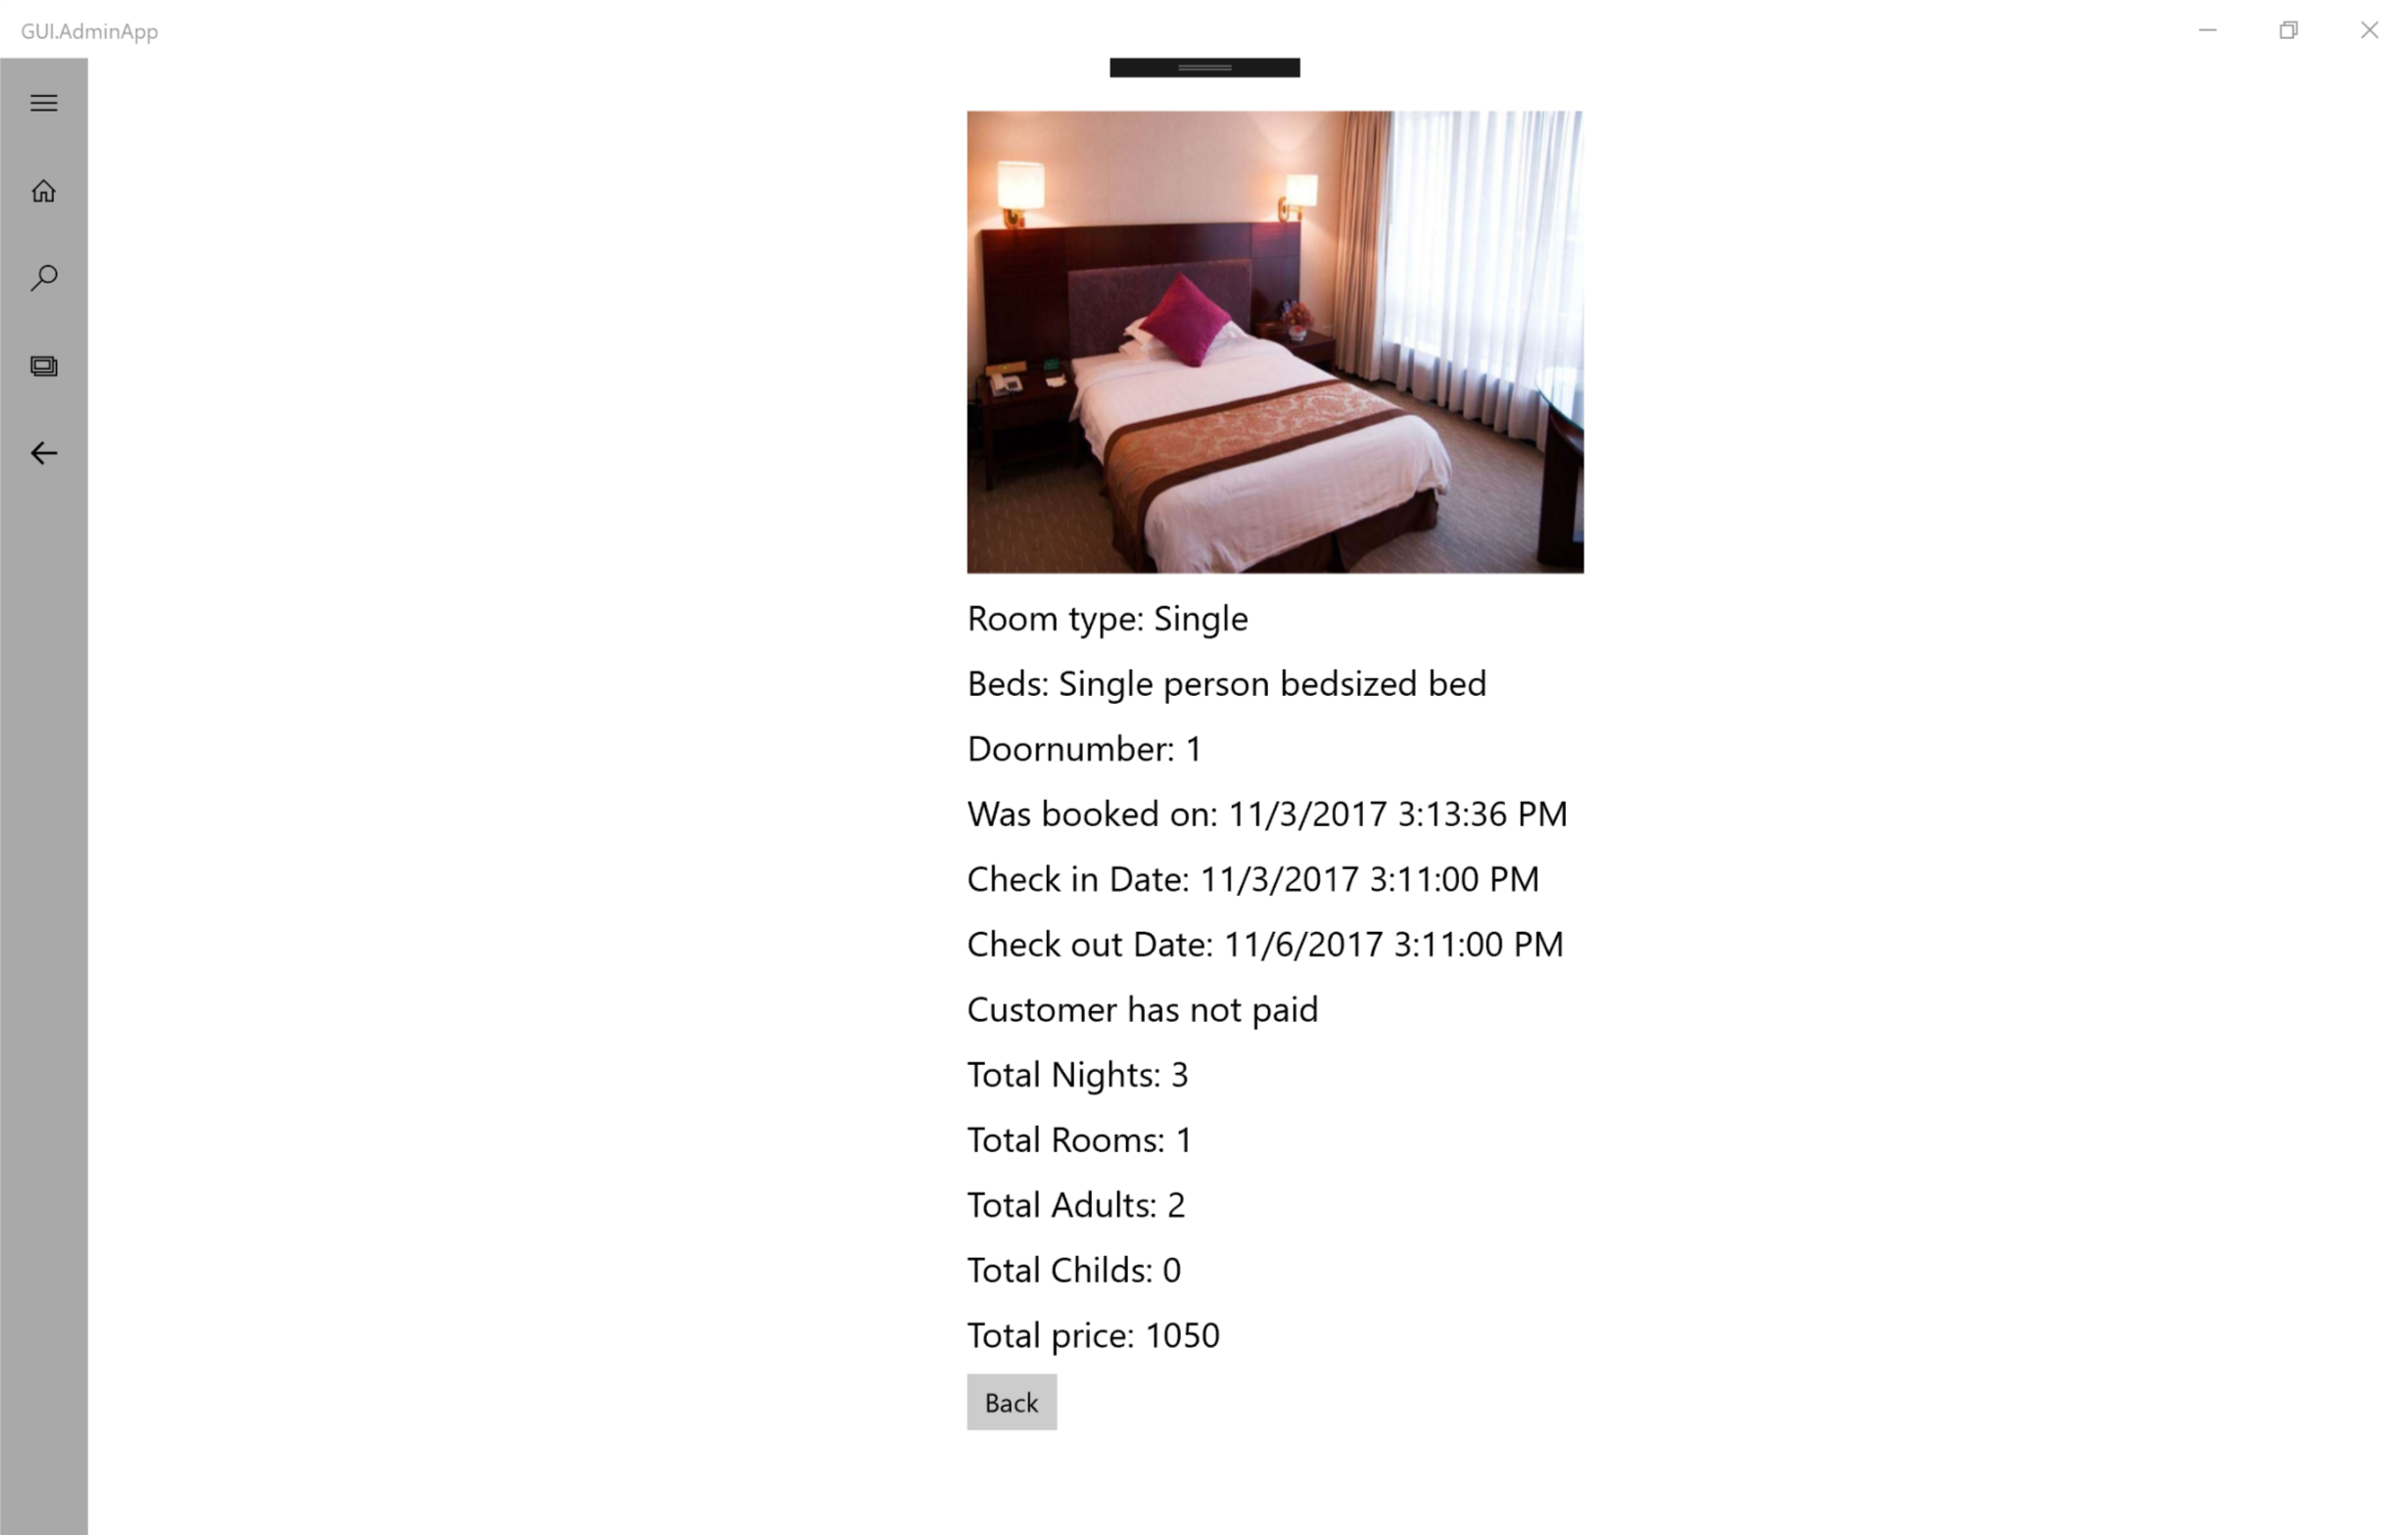 GUI.AdminApp
Room type: Single
Beds: Single person bedsized bed
Doornumber: 1
Was booked on: 11/3/2017 3:13:36 PM
Check in Date: 11/3/2017 3:11:00 PM
Check out Date: 11/6/2017 3:11:00 PM
Customer has not paid
Total Nights: 3
Total Rooms: 1
Total Adults: 2
Total Childs: 0
Total price: 1050
Back